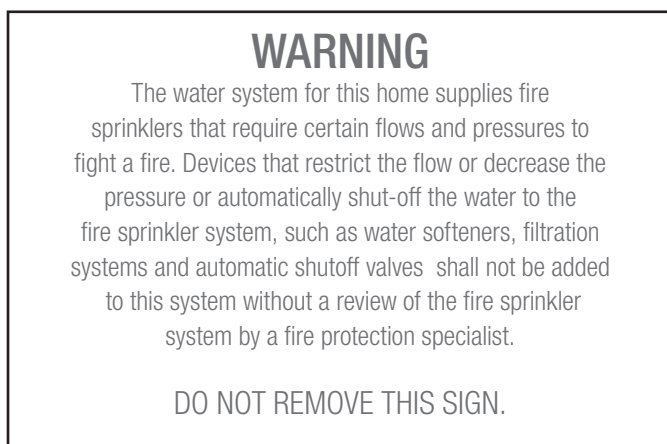 WARNING
The water system for this home supplies fire
sprinklers that require certain flows and pressures to
fight a fire. Devices that restrict the flow or decrease the
pressure or automatically shut-off the water to the
fire sprinkler system, such as water softeners, filtration
systems and automatic shutoff valves  shall not be added
to this system without a review of the fire sprinkler
system by a fire protection specialist.
DO NOT REMOVE THIS SIGN.